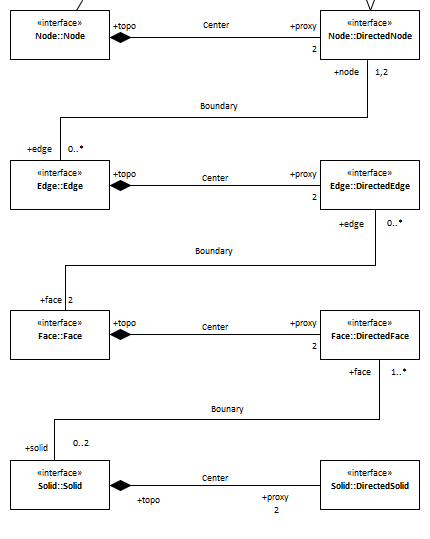 «interface»
Node::Node
+topo
Center
+proxy
2
«interface»
Node::DirectedNode
+node
1,2
Boundary
+edge
0..*
«interface»
Edge::Edge
+topo
Center
+proxy
2
«interface»
Edge::DirectedEdge
+edge
0..*
Boundary
+face
2
«interface»
Face::Face
+topo
Center
+proxy
2
«interface»
Face::DirectedFace
+face
1..*
Bounary
+solid
0..2
«interface»
Solid::Solid
+topo
Center
+proxy
2
«interface»
Solid::DirectedSolid